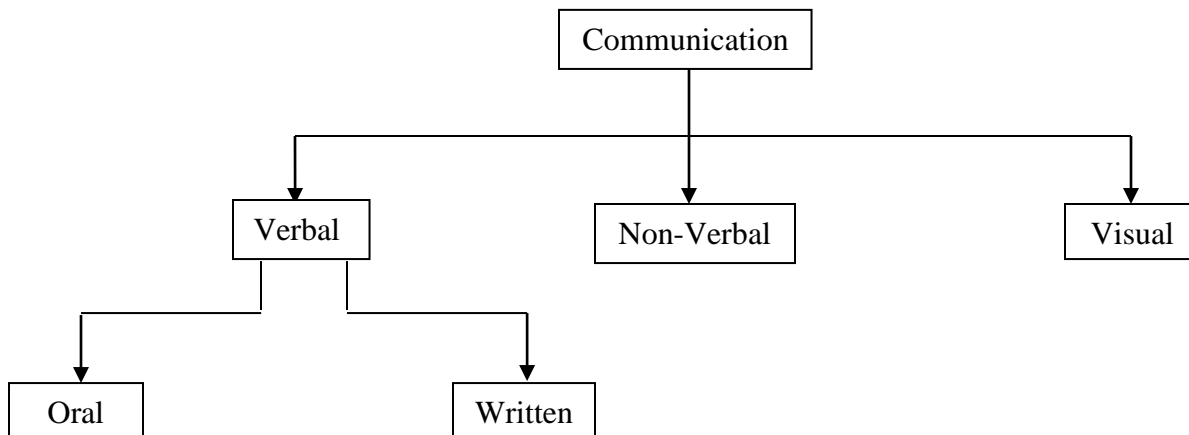 Communication
Verbal
Non-Verbal
Visual
Oral
Written